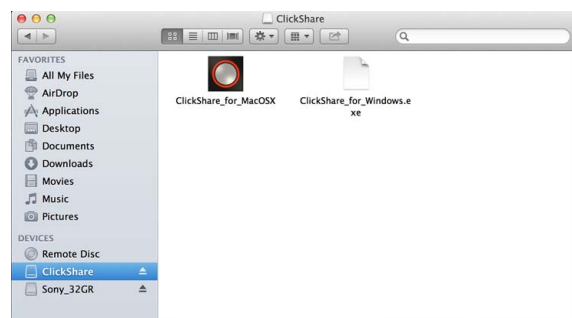 ClickShare
FAVORITES
All My Files
AirDrop
Applications
Desktop
Documents
Downloads
Movies
Music
Pictures
DEVICES
Remote Disc
ClickShare
Sony_32GR
ClickShare_for_MacOSX
ClickShare_for_Windows.e
xe